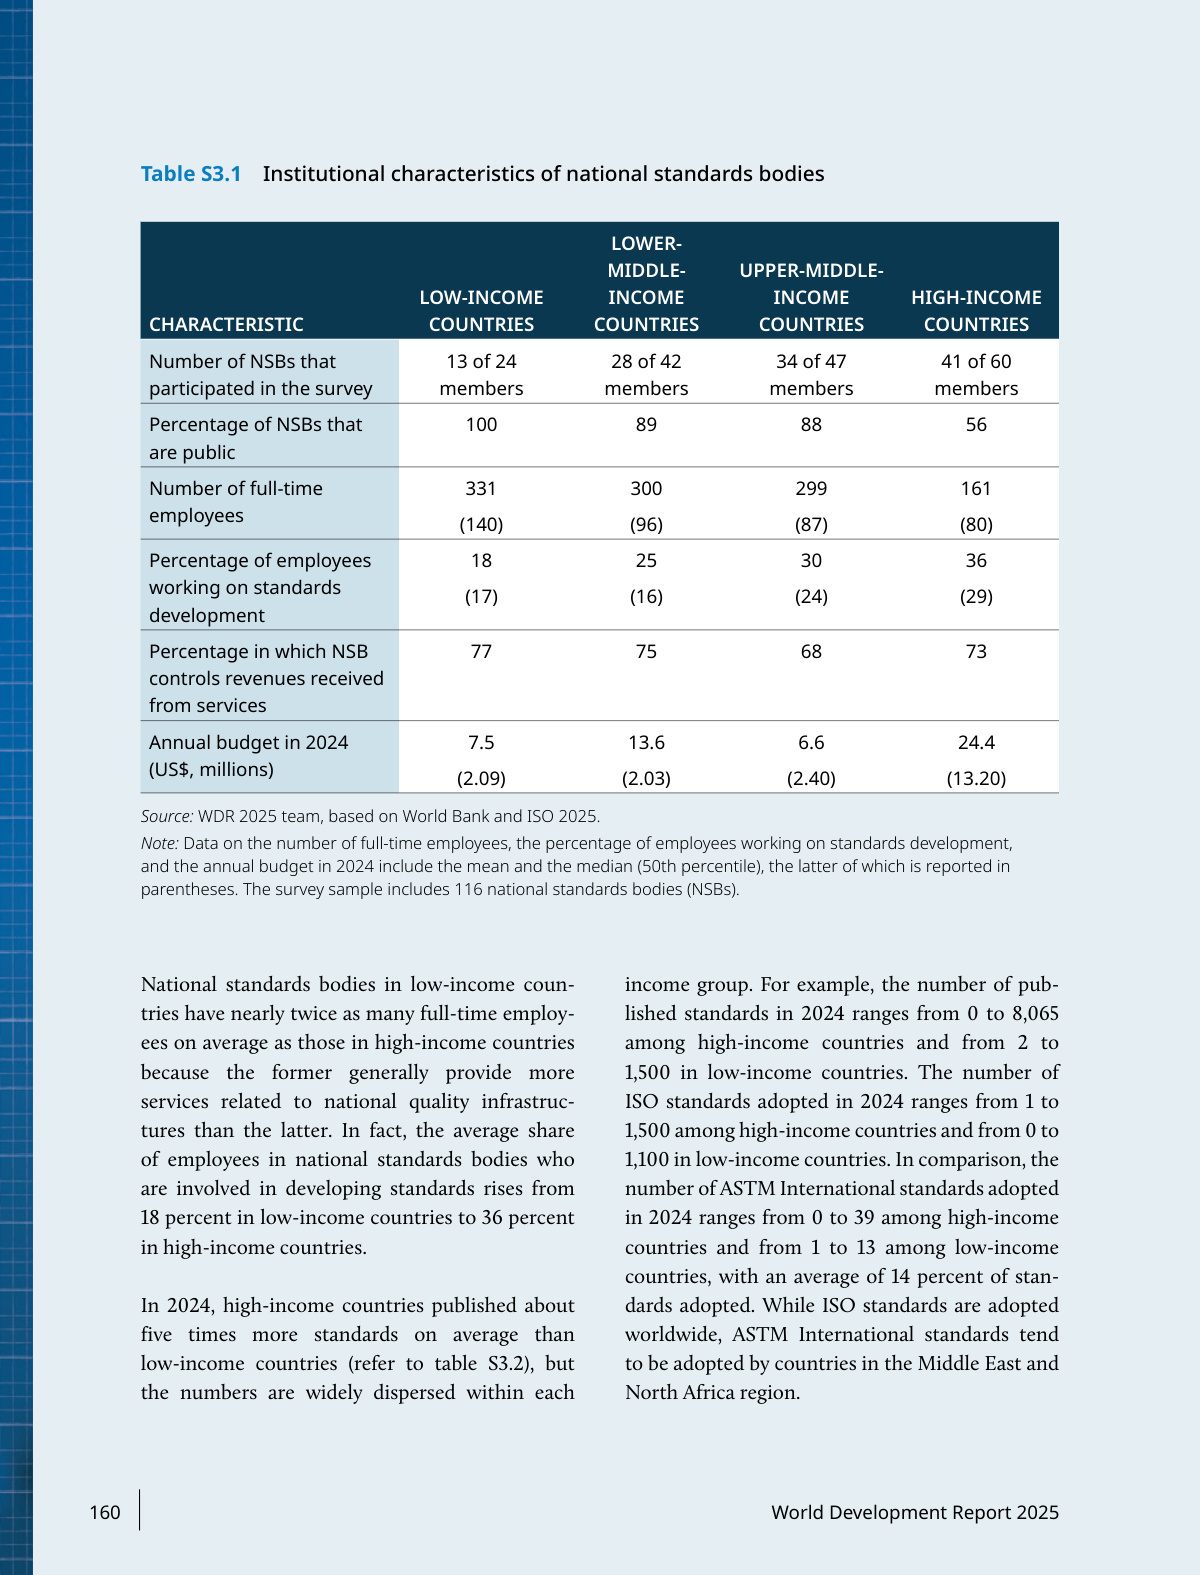 Table S3.1 Institutional characteristics of national standards bodies
CHARACTERISTIC
LOW-INCOME
COUNTRIES
LOWER-
MIDDLE-
INCOME
COUNTRIES
UPPER-MIDDLE-
INCOME
COUNTRIES
HIGH-INCOME
COUNTRIES
Number of NSBs that
participated in the survey
13 of 24
members
28 of 42
members
34 of 47
members
41 of 60
members
Percentage of NSBs that
are public
100
89
88
56
Number of full-time
employees
331
(140)
300
(96)
299
(87)
161
(80)
Percentage of employees
working on standards
development
18
(17)
25
(16)
30
(24)
36
(29)
Percentage in which NSB
controls revenues received
from services
77
75
68
73
Annual budget in 2024
(US$, millions)
7.5
(2.09)
13.6
(2.03)
6.6
(2.40)
24.4
(13.20)
Source: WDR 2025 team, based on World Bank and ISO 2025.
Note: Data on the number of full-time employees, the percentage of employees working on standards development,
and the annual budget in 2024 include the mean and the median (50th percentile), the latter of which is reported in
parentheses. The survey sample includes 116 national standards bodies (NSBs).
National standards bodies in low-income coun-
tries have nearly twice as many full-time employ-
ees on average as those in high-income countries
because the former generally provide more
services related to national quality infrastruc-
tures than the latter. In fact, the average share
of employees in national standards bodies who
are involved in developing standards rises from
18 percent in low-income countries to 36 percent
in high-income countries.
In 2024, high-income countries published about
five times more standards on average than
low-income countries (refer to table S3.2), but
the numbers are widely dispersed within each
income group. For example, the number of pub-
lished standards in 2024 ranges from 0 to 8,065
among high-income countries and from 2 to
1,500 in low-income countries. The number of
ISO standards adopted in 2024 ranges from 1 to
1,500 among high-income countries and from 0 to
1,100 in low-income countries. In comparison, the
number of ASTM International standards adopted
in 2024 ranges from 0 to 39 among high-income
countries and from 1 to 13 among low-income
countries, with an average of 14 percent of stan-
dards adopted. While ISO standards are adopted
worldwide, ASTM International standards tend
to be adopted by countries in the Middle East and
North Africa region.
160
World Development Report 2025